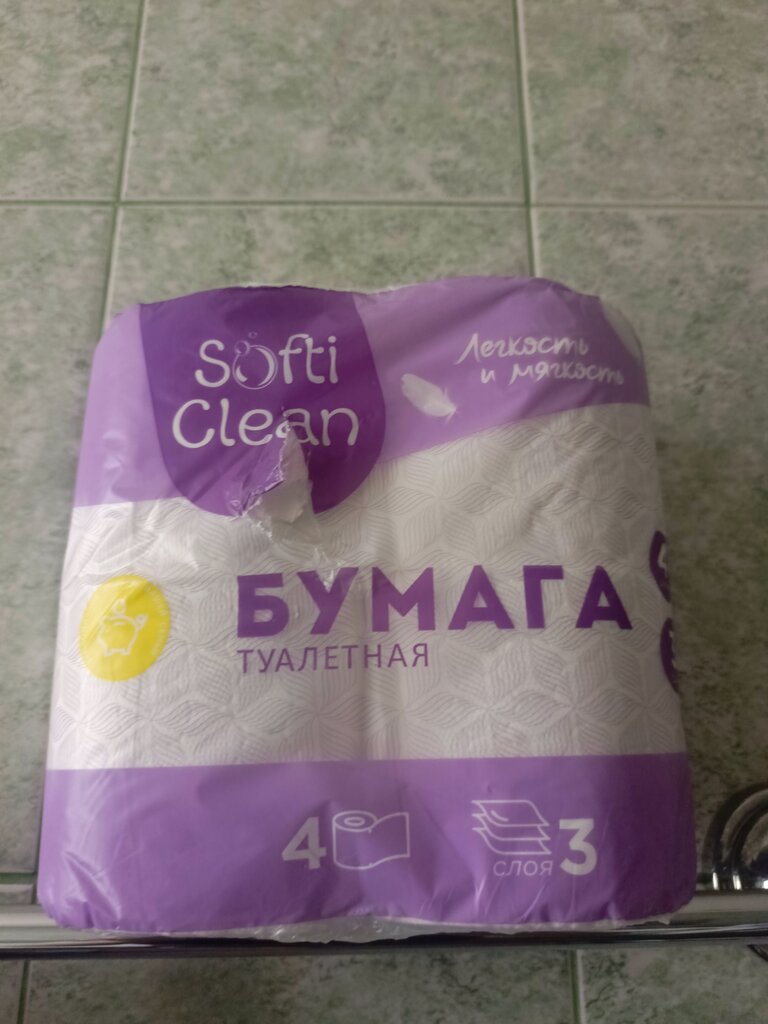 Softi
Clean
Легкость
и мягкость
БУМАГА
ТУАЛЕТНАЯ
4
СЛОЯ 3